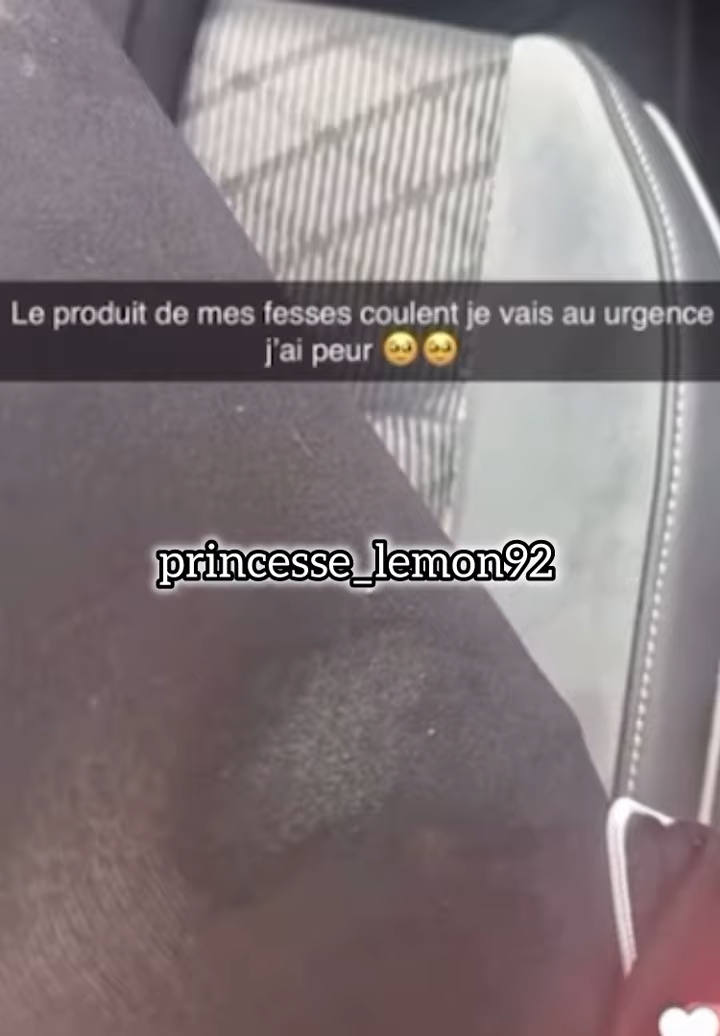 Le produit de mes fesses coulent je vais au urgence
j'ai peur 🥺🥺
princesse_lemon92